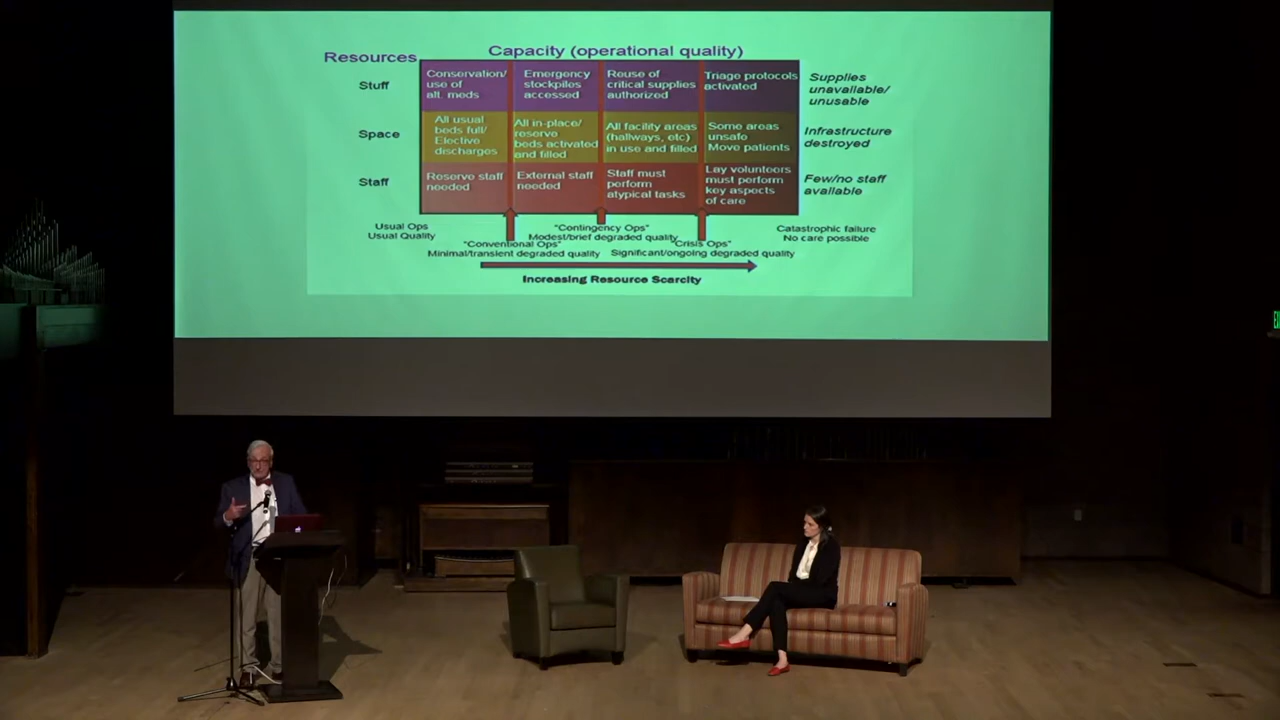 Capacity (operational quality)
Resources
Stuff
Conservation/
use of
alt. meds
Emergency
stockpiles
accessed
Reuse of
critical supplies
authorized
Triage protocols
activated
Supplies
unavailable/
unusable
Space
All usual
beds full/
Elective
discharges
All in-place/
reserve
beds activated
and filled
All facility areas
(hallways, etc)
in use and filled
Some areas
unsafe
Move patients
Infrastructure
destroyed
Staff
Reserve staff
needed
External staff
needed
Staff must
perform
atypical tasks
Lay volunteers
must perform
key aspects
of care
Few/no staff
available
Usual Ops
Usual Quality
"Conventional Ops"
Minimal/transient degraded quality
"Contingency Ops"
Modest/brief degraded quality
"Crisis Ops"
Significant/ongoing degraded quality
Catastrophic failure
No care possible
Increasing Resource Scarcity